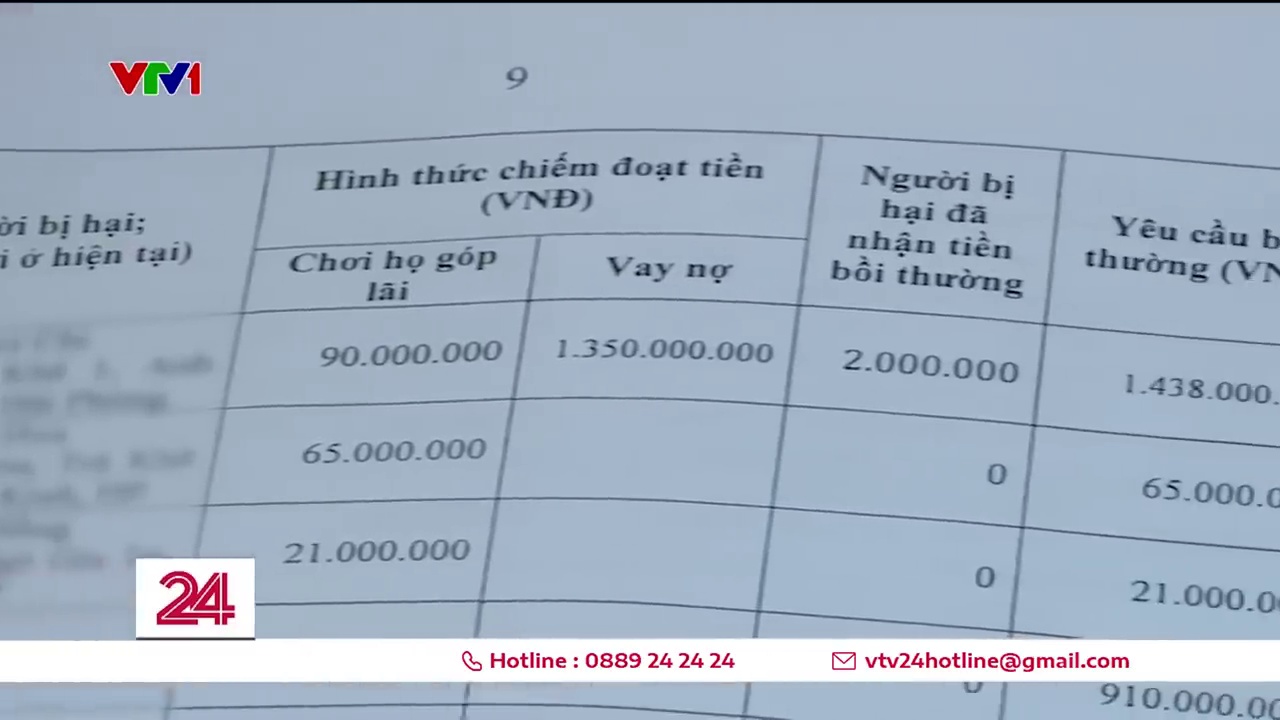 VTV1
9
ời bị hại;
i ở hiện tại)
Hình thức chiếm đoạt tiền
(VNĐ)
Chơi họ góp
lãi
Vay nợ
Người bị
hại đã
nhận tiền
bồi thường
Yêu cầu b
thường (VN
90.000.000
1.350.000.000
2.000.000
1.438.000.
65.000.000
0
65.000.0
21.000.000
0
21.000.0
0
910.000.00
24
Hotline : 0889 24 24 24
vtv24hotline@gmail.com